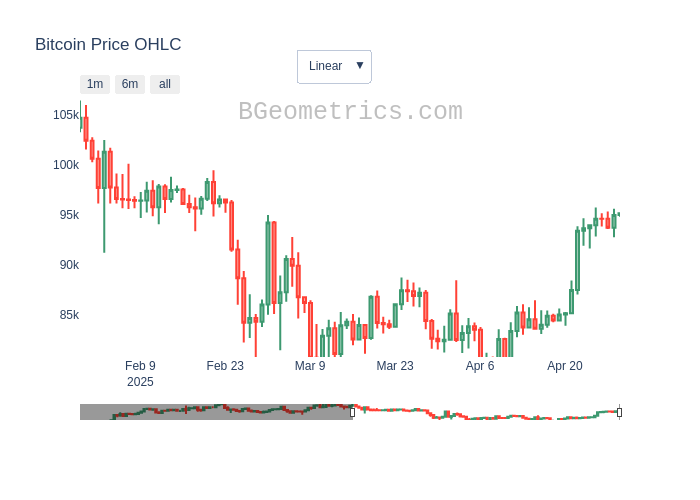 Bitcoin Price OHLC
Linear ▼
1m 6m all
BGeometrics.com
105k
100k
95k
90k
85k
Feb 9 Feb 23 Mar 9 Mar 23 Apr 6 Apr 20
2025